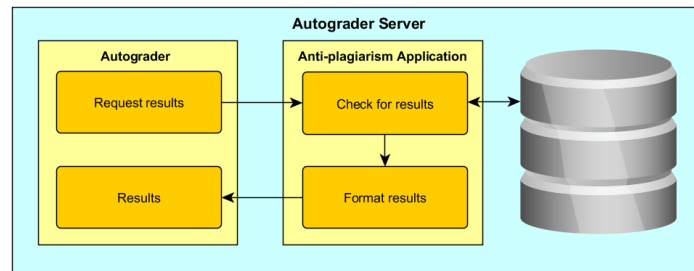 Autograder Server
Autograder
Anti-plagiarism Application
Request results
Check for results
Results
Format results